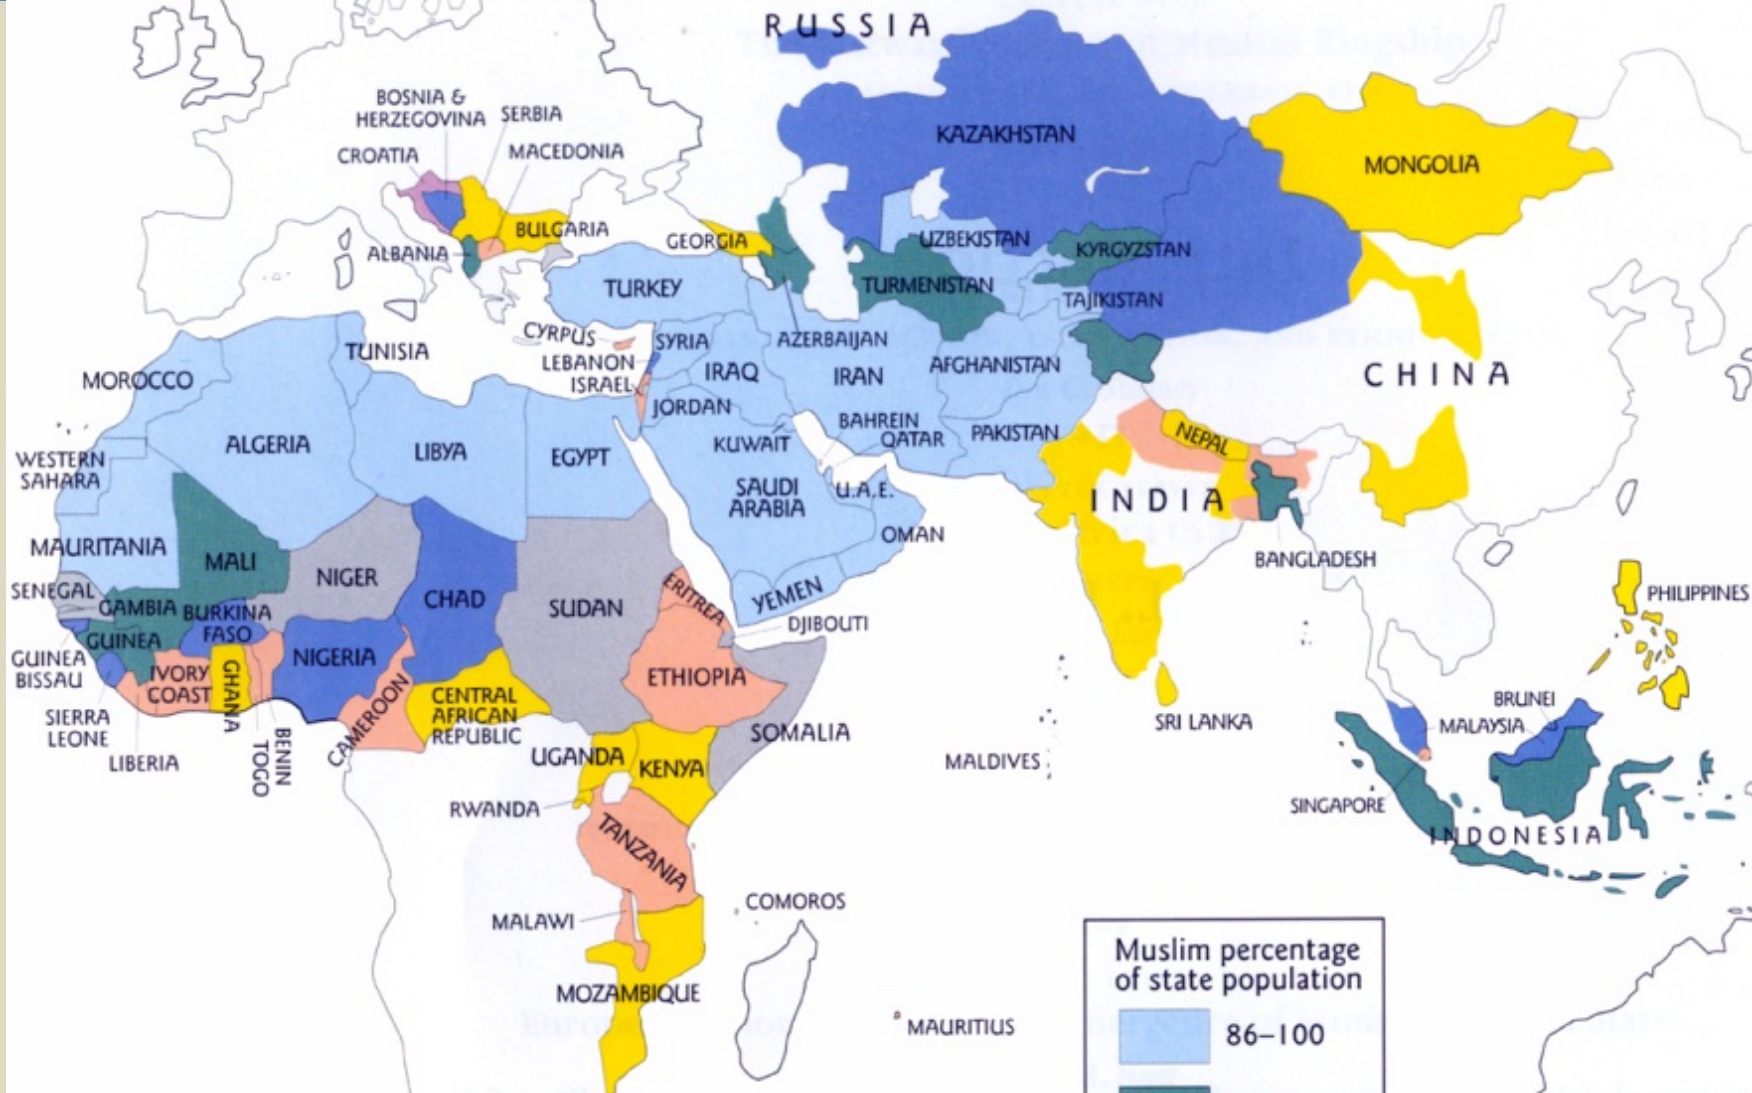 RUSSIA
BOSNIA &
HERZEGOVINA
SERBIA
CROATIA
MACEDONIA
KAZAKHSTAN
MONGOLIA
BULGARIA
ALBANIA
GEORGIA
UZBEKISTAN
KYRGYZSTAN
TURKEY
TURMENISTAN
TAJIKISTAN
CYRPUS
SYRIA
AZERBAIJAN
TUNISIA
LEBANON
ISRAEL
IRAQ
IRAN
AFGHANISTAN
CHINA
MOROCCO
JORDAN
BAHREIN
KUWAIT
QATAR
PAKISTAN
NEPAL
ALGERIA
LIBYA
EGYPT
WESTERN
SAHARA
SAUDI
ARABIA
U.A.E.
INDIA
OMAN
MAURITANIA
MALI
NIGER
CHAD
SUDAN
ERITREA
YEMEN
BANGLADESH
PHILIPPINES
SENEGAL
GAMBIA
BURKINA
FASO
DJIBOUTI
GUINEA
NIGERIA
GUINEA
BISSAU
IVORY
COAST
GHANA
CAMEROON
CENTRAL
AFRICAN
REPUBLIC
ETHIOPIA
SIERRA
LEONE
LIBERIA
TOGO
BENIN
UGANDA
KENYA
SOMALIA
MALDIVES
SRI LANKA
BRUNEI
MALAYSIA
SINGAPORE
INDONESIA
RWANDA
TANZANIA
MALAWI
COMOROS
MOZAMBIQUE
MAURITIUS
Muslim percentage
of state population
86–100